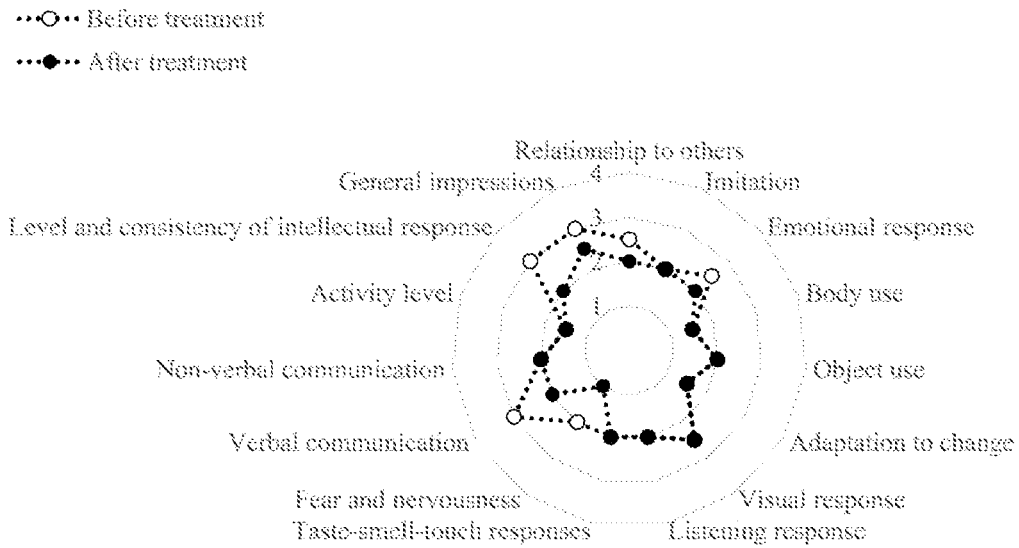 Before treatment
After treatment
Relationship to others
4
General impressions
Imitation
3
Level and consistency of intellectual response
Emotional response
2
Activity level
1
Body use
Non-verbal communication
Object use
Verbal communication
Adaptation to change
Fear and nervousness
Visual response
Taste-smell-touch responses
Listening response